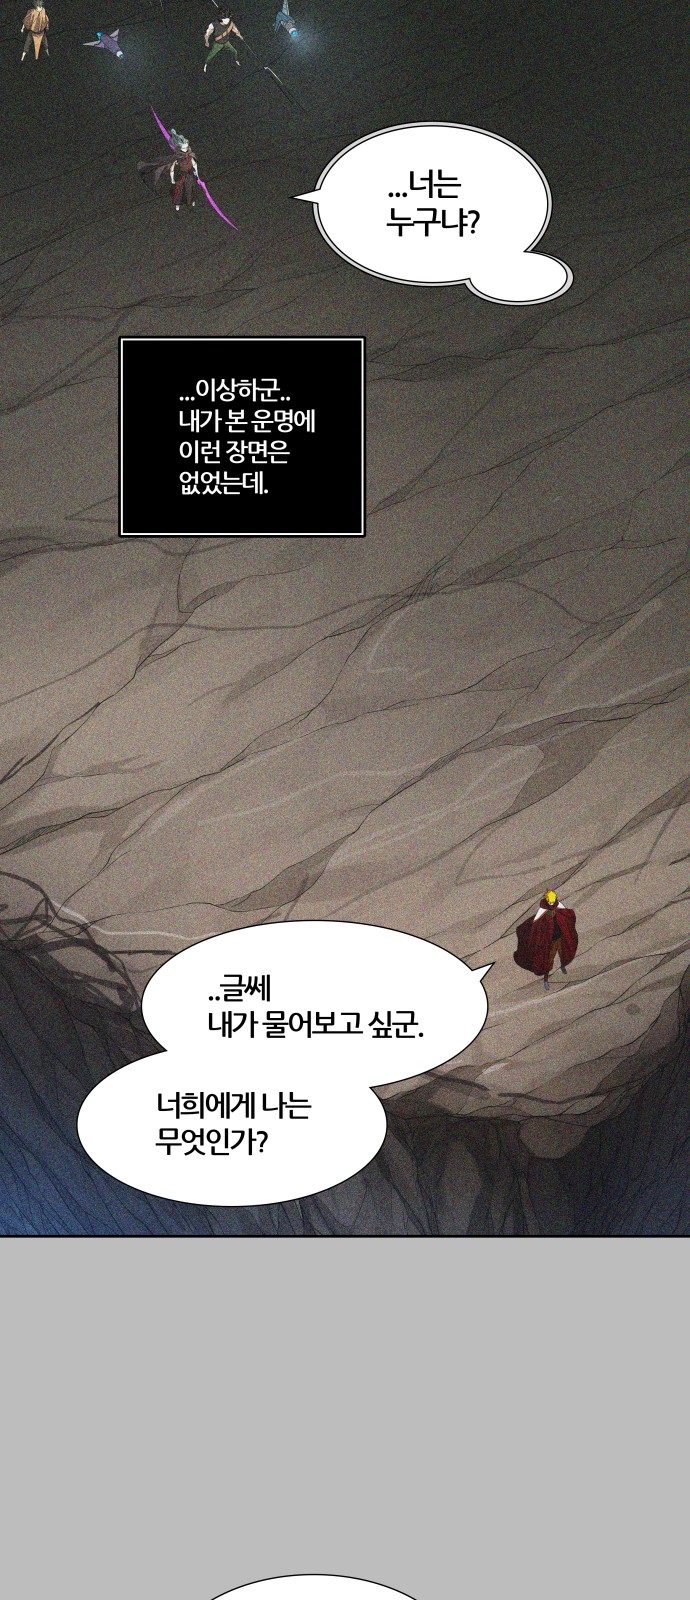 ...너는
누구냐?
...이상하군..
내가 본 운명에
이런 장면은
없었는데.
..글쎄
내가 물어보고 싶군.
너희에게 나는
무엇인가?